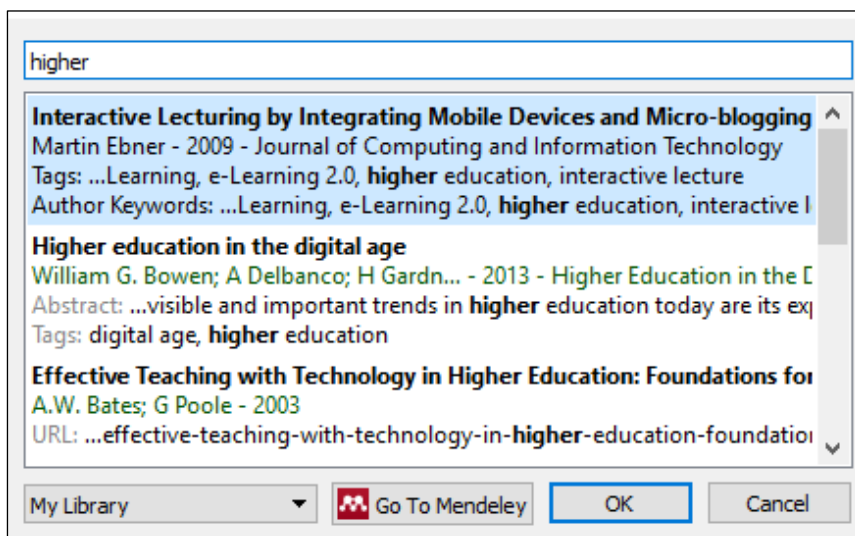 higher
Interactive Lecturing by Integrating Mobile Devices and Micro-blogging
Martin Ebner - 2009 - Journal of Computing and Information Technology
Tags: ...Learning, e-Learning 2.0, higher education, interactive lecture
Author Keywords: ...Learning, e-Learning 2.0, higher education, interactive
Higher education in the digital age
William G. Bowen; A Delbanco; H Gardn... - 2013 - Higher Education in the
Abstract: ...visible and important trends in higher education today are its
Tags: digital age, higher education
Effective Teaching with Technology in Higher Education: Foundations for
A.W. Bates; G Poole - 2003
URL: ...effective-teaching-with-technology-in-higher-education-foundation
My Library
Go To Mendeley
OK
Cancel